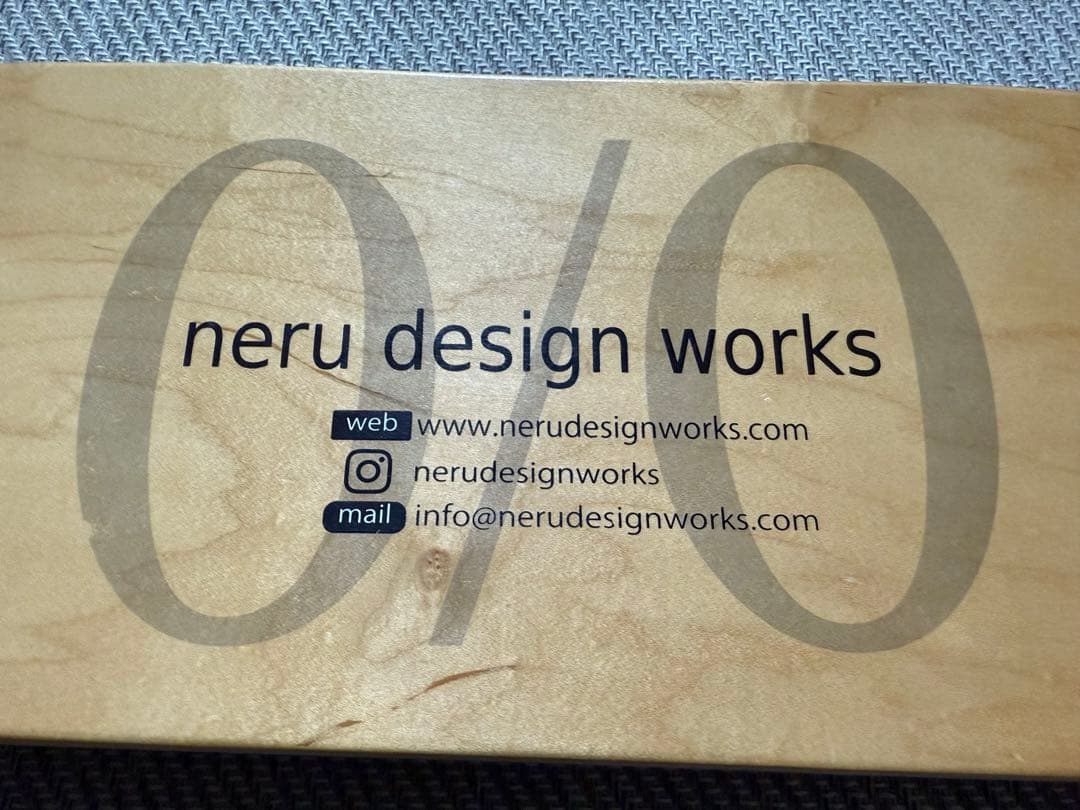 0/0
neru design works
web www.nerudesignworks.com
nerudesignworks
mail info@nerudesignworks.com